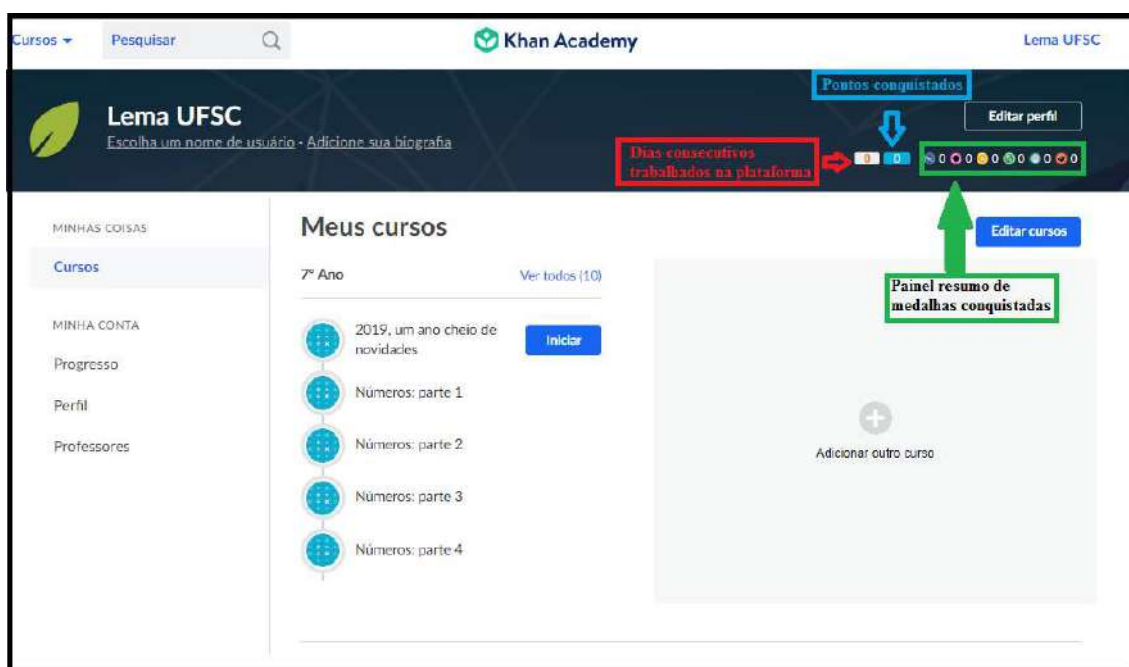 Cursos
Pesquisar
Khan Academy
Lema UFSC
Pontos conquistados
Lema UFSC
Editar perfil
Escolha um nome de usuário · Adicione sua biografia
Dias consecutivos
trabalhados na plataforma
0
0
0 0 0 0 0 0
MINHAS COISAS
Meus cursos
Editar cursos
Cursos
7º Ano
Ver todos (10)
Painel resumo de
medalhas conquistadas
MINHA CONTA
2019, um ano cheio de
novidades
Iniciar
Progresso
Números: parte 1
Perfil
Números: parte 2
Professores
Adicionar outro curso
Números: parte 3
Números: parte 4